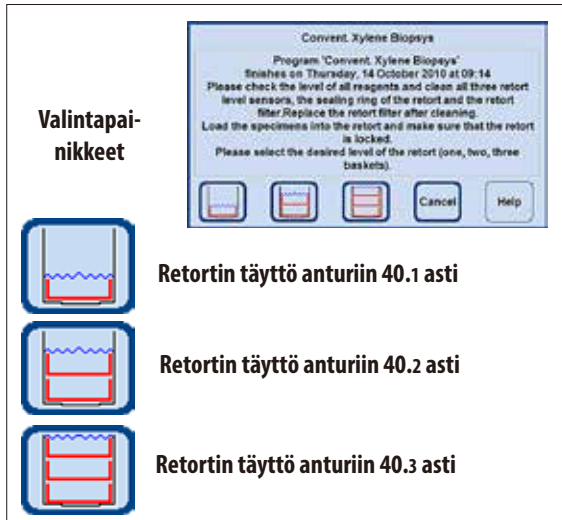 Convent. Xylene Biopsys
Program 'Convent. Xylene Biopsys'
finishes on Thursday, 14 October 2010 at 09:14
Please check the level of all reagents and clean all three retort
level sensors, the sealing ring of the retort and the retort
filter.Replace the retort filter after cleaning.
Load the specimens into the retort and make sure that the retort
is locked.
Please select the desired level of the retort (one, two, three
baskets).
Cancel
Help
Valintapai-
nikkeet
Retortin täyttö anturiin 40.1 asti
Retortin täyttö anturiin 40.2 asti
Retortin täyttö anturiin 40.3 asti